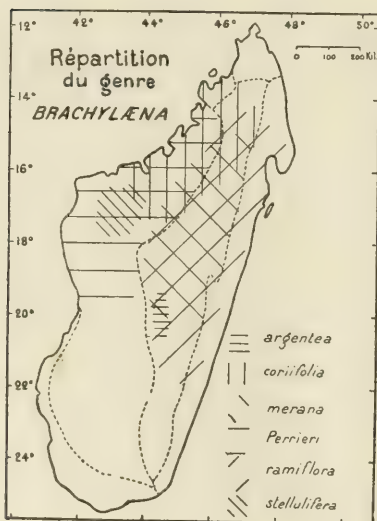 42° 44° 46° 48° 50°
12°
Répartition
du genre
BRACHYLÆNA
0 100 200 Kil.
14°
16°
18°
20°
22°
24°
argentea
coriifolia
merana
Perrieri
ramiflora
stellulifera